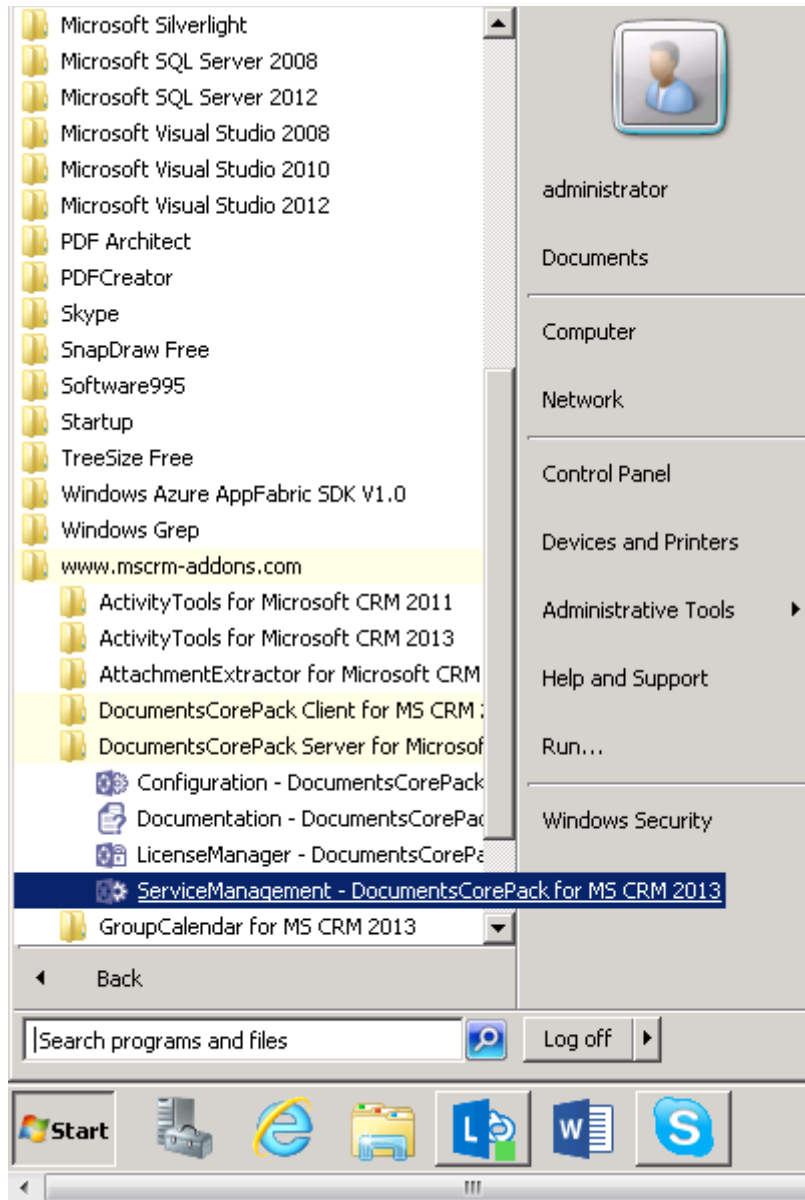 Microsoft Silverlight
Microsoft SQL Server 2008
Microsoft SQL Server 2012
Microsoft Visual Studio 2008
Microsoft Visual Studio 2010
Microsoft Visual Studio 2012
PDF Architect
PDFCreator
Skype
SnapDraw Free
Software995
Startup
TreeSize Free
Windows Azure AppFabric SDK V1.0
Windows Grep
www.mscrm-addons.com
ActivityTools for Microsoft CRM 2011
ActivityTools for Microsoft CRM 2013
AttachmentExtractor for Microsoft CRM
DocumentsCorePack Client for MS CRM
DocumentsCorePack Server for Microsof
Configuration - DocumentsCorePack
Documentation - DocumentsCorePac
LicenseManager - DocumentsCorePa
ServiceManagement - DocumentsCorePack for MS CRM 2013
GroupCalendar for MS CRM 2013
Back
Search programs and files
administrator
Documents
Computer
Network
Control Panel
Devices and Printers
Administrative Tools
Help and Support
Run...
Windows Security
Log off
Start